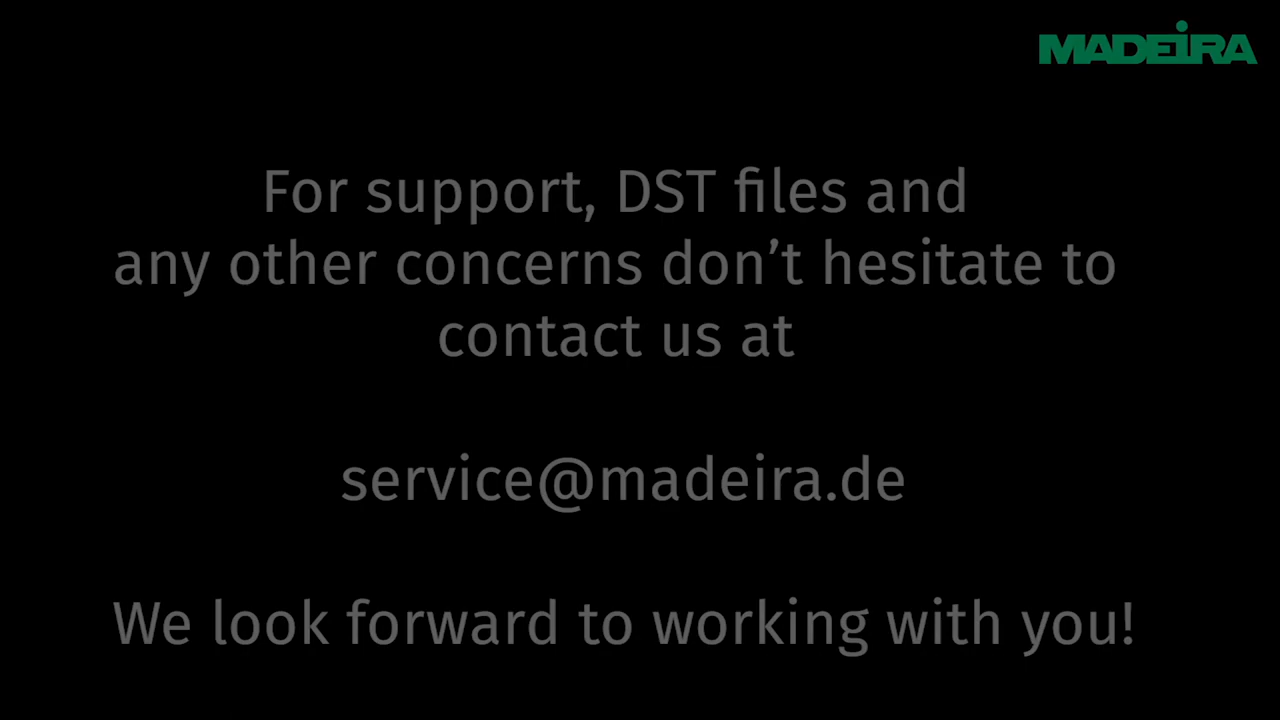 MADEiRA
For support, DST files and
any other concerns don’t hesitate to
contact us at
service@madeira.de
We look forward to working with you!